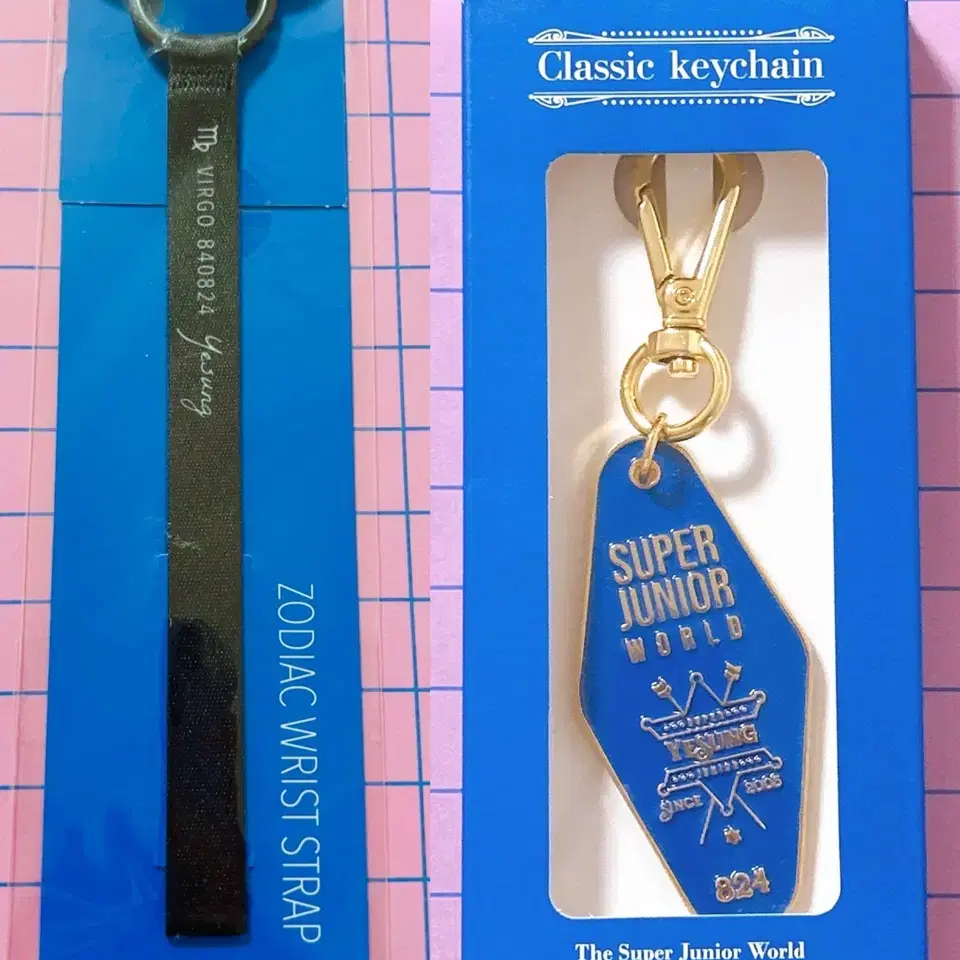 ♍ VIRGO 840824 Yesung
ZODIAC WRIST STRAP
Classic keychain
SUPER
JUNIOR
WORLD
YESUNG
SINCE 2005
824
The Super Junior World